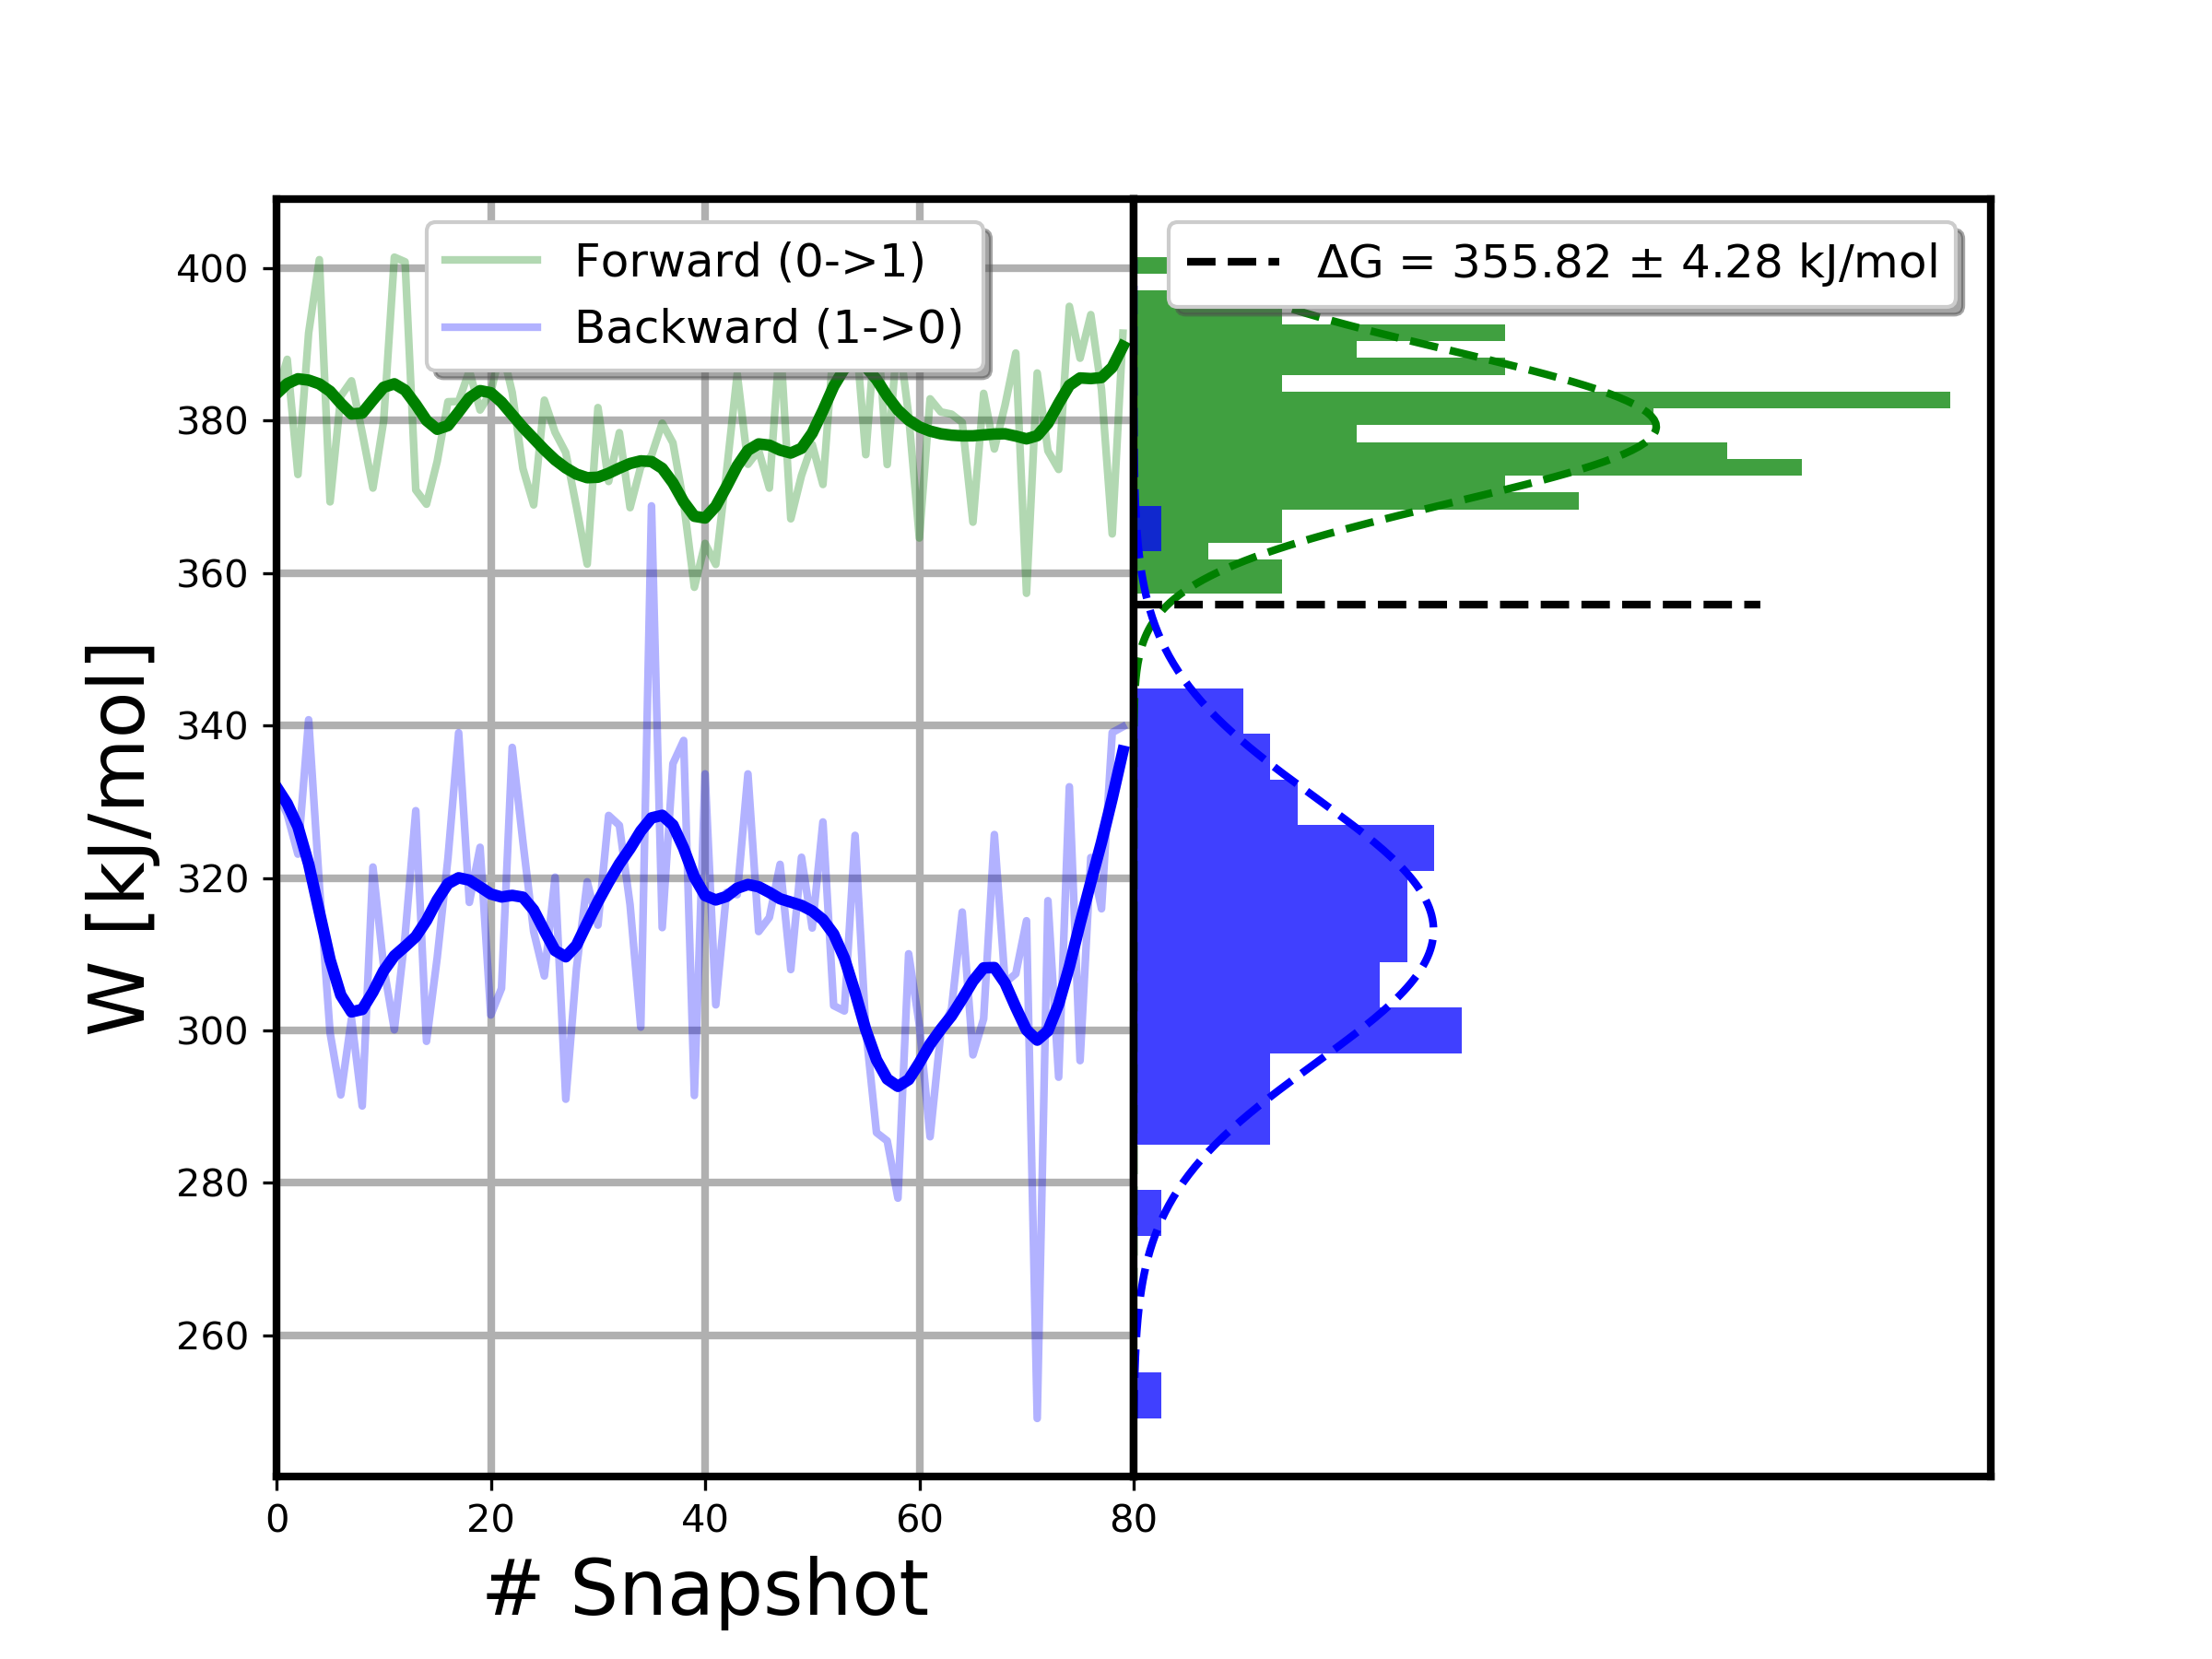 Forward (0->1)
Backward (1->0)
ΔG = 355.82 ± 4.28 kJ/mol
400
380
360
340
320
300
280
260
W [kJ/mol]
0 20 40 60 80
# Snapshot